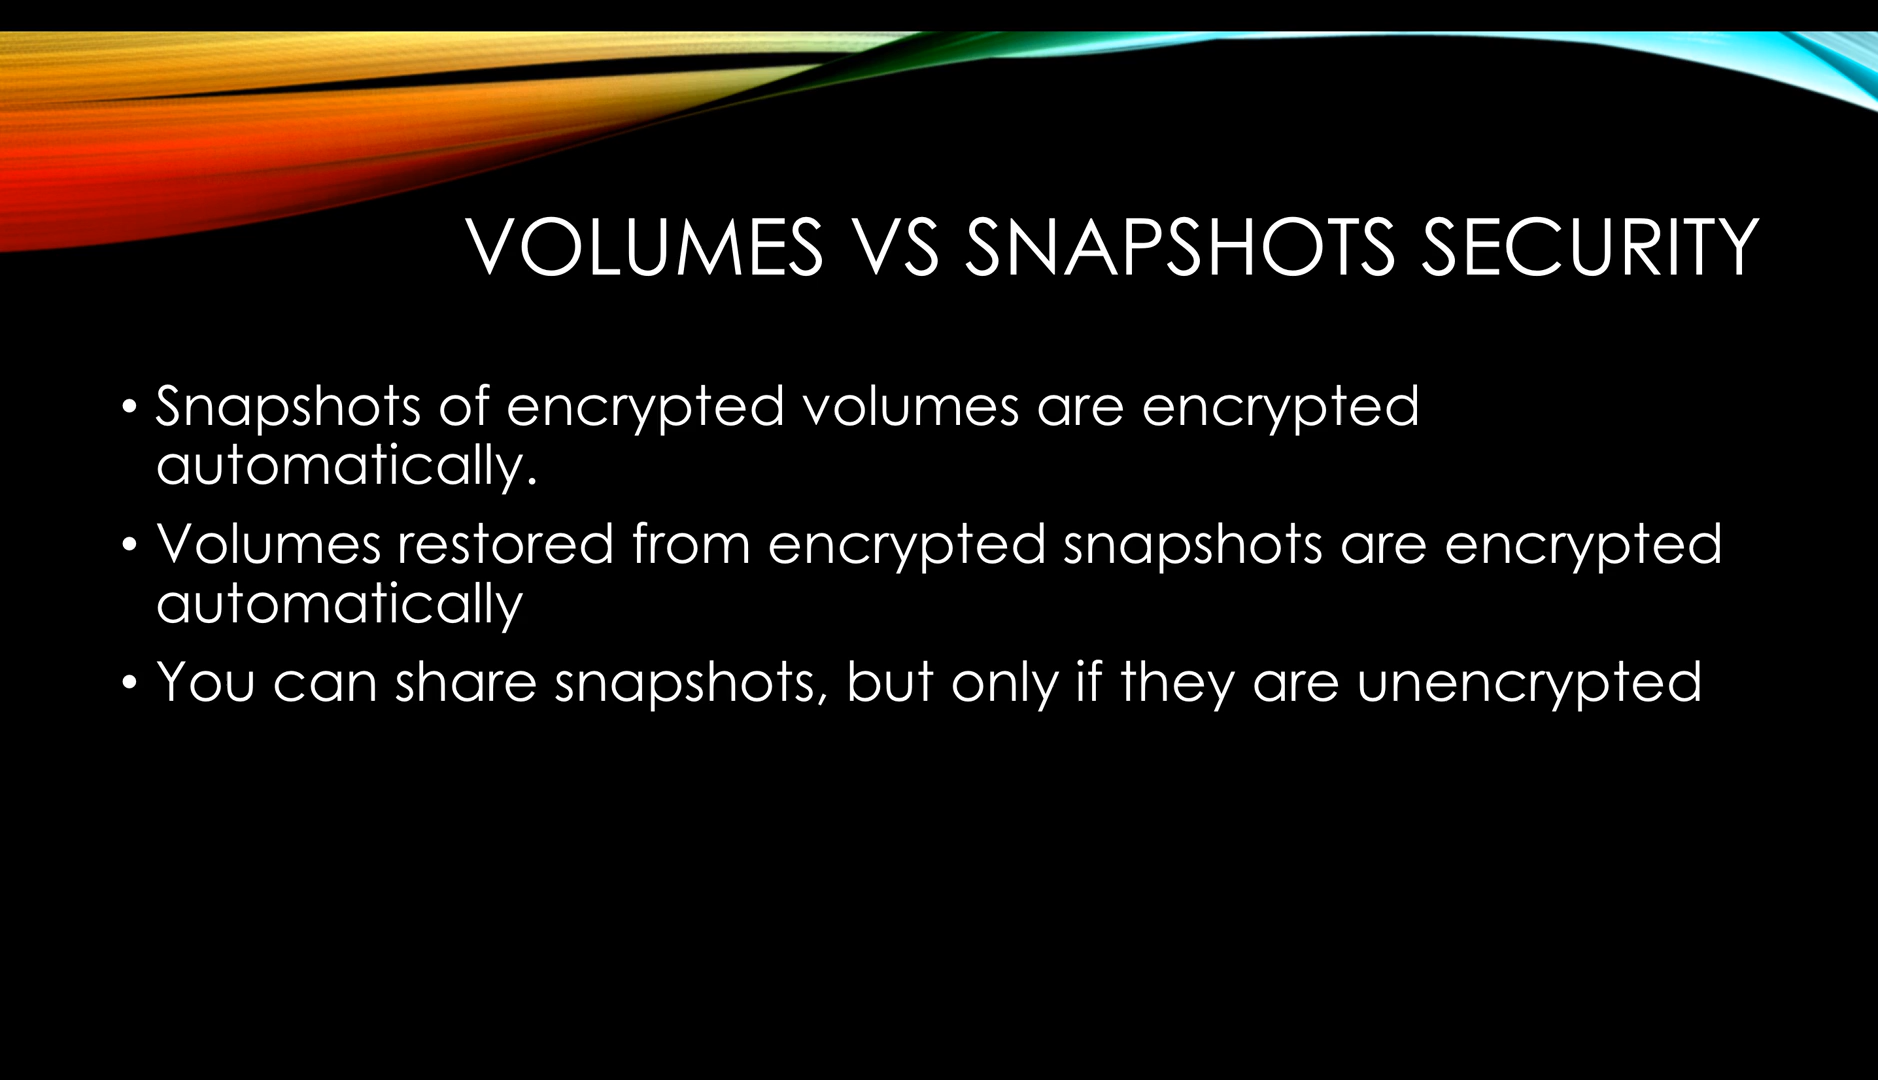 VOLUMES VS SNAPSHOTS SECURITY
• Snapshots of encrypted volumes are encrypted
automatically.
• Volumes restored from encrypted snapshots are encrypted
automatically
• You can share snapshots, but only if they are unencrypted